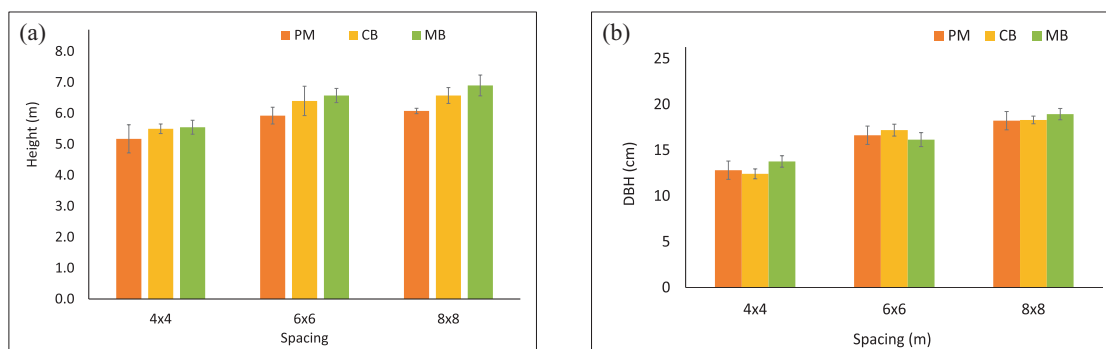 (a)
PM CB MB
8.0
7.0
6.0
5.0
4.0
3.0
2.0
1.0
0.0
Height (m)
4x4 6x6 8x8
Spacing
(b)
PM CB MB
25
20
15
10
5
0
DBH (cm)
4x4 6x6 8x8
Spacing (m)